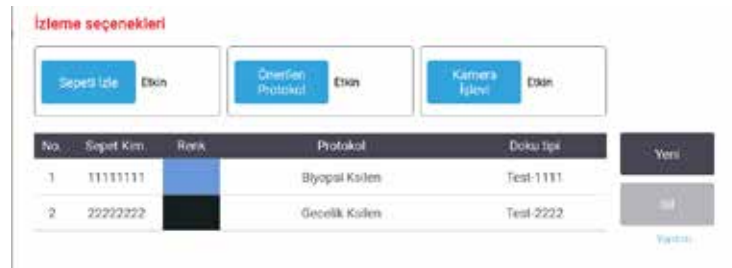 İzleme seçenekleri
Sepeti İzle Etkin
Önerilen Protokol Etkin
Kamera İşlevi Etkin
No. Sepet Kim. Renk Protokol Doku tipi
1 11111111 Biyopsi Ksilen Test-1111
2 22222222 Gecelik Ksilen Test-2222
Yeni
Sil
Yardım